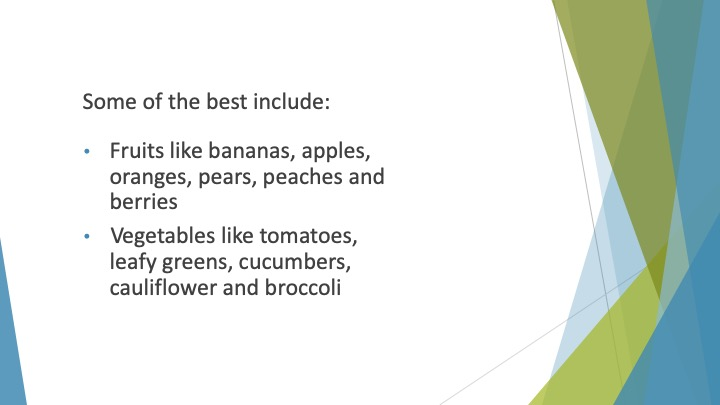 Some of the best include:
• Fruits like bananas, apples,
oranges, pears, peaches and
berries
• Vegetables like tomatoes,
leafy greens, cucumbers,
cauliflower and broccoli